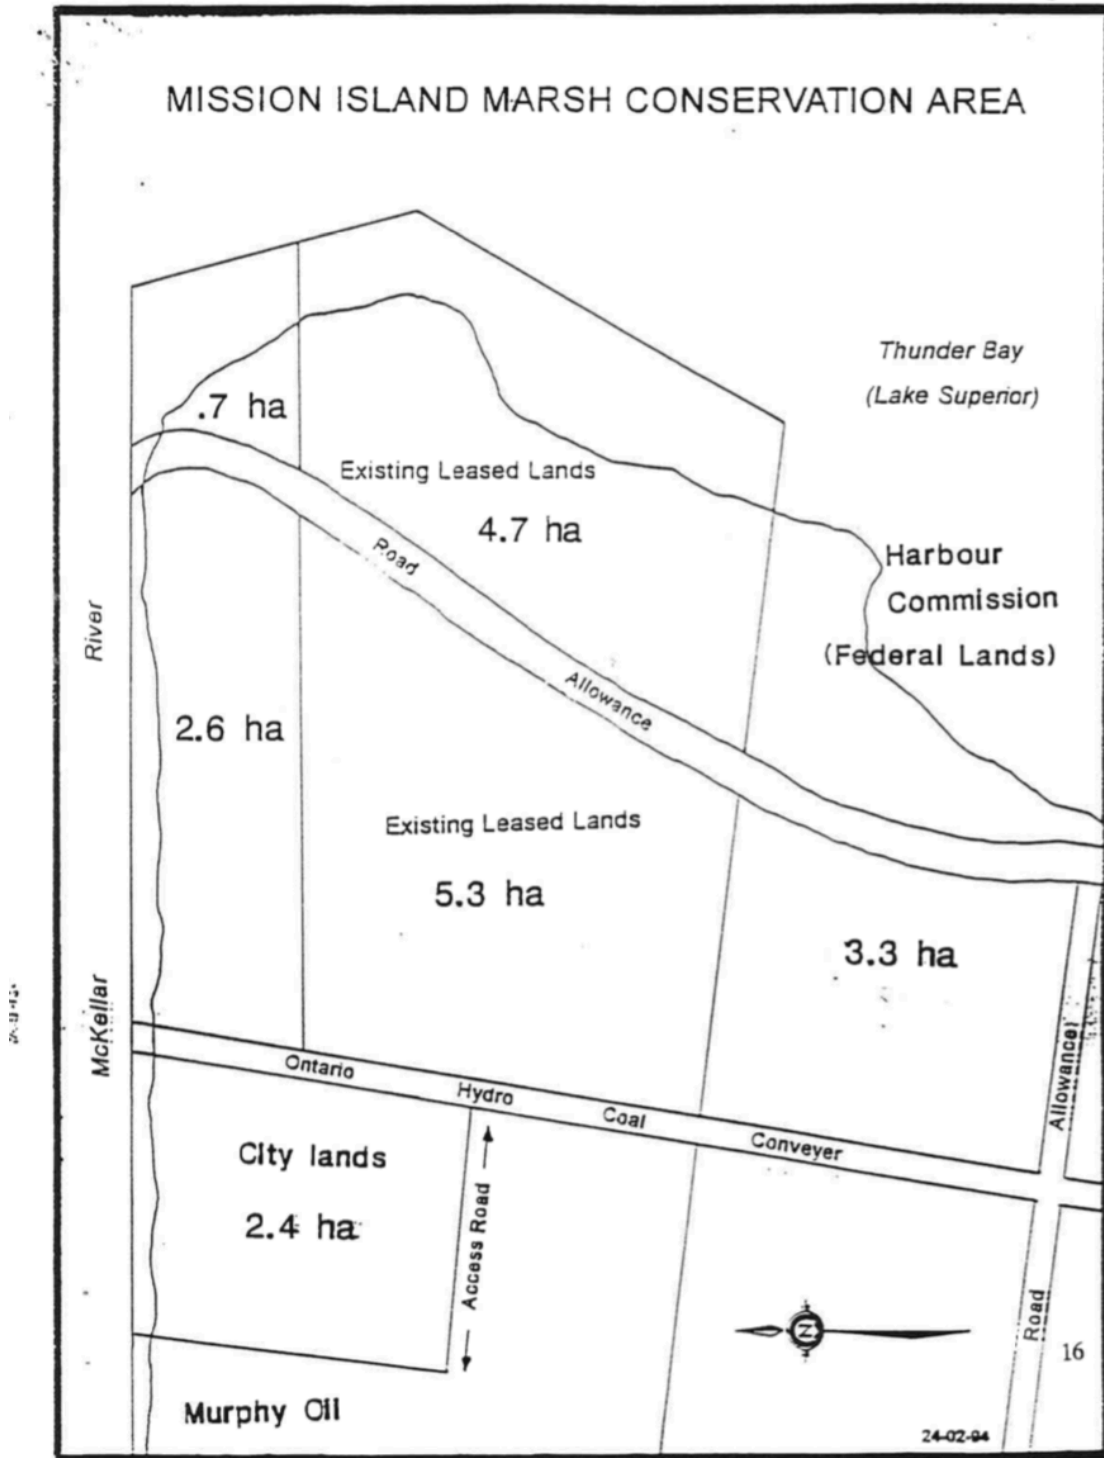 MISSION ISLAND MARSH CONSERVATION AREA
Thunder Bay
(Lake Superior)
.7 ha
Existing Leased Lands
4.7 ha
Road
Allowance
Harbour
Commission
(Federal Lands)
River
2.6 ha
Existing Leased Lands
5.3 ha
3.3 ha
McKellar
Allowance
Ontario Hydro Coal Conveyer
City lands
2.4 ha
Access Road
N
Road
16
Murphy Oil
24-02-94